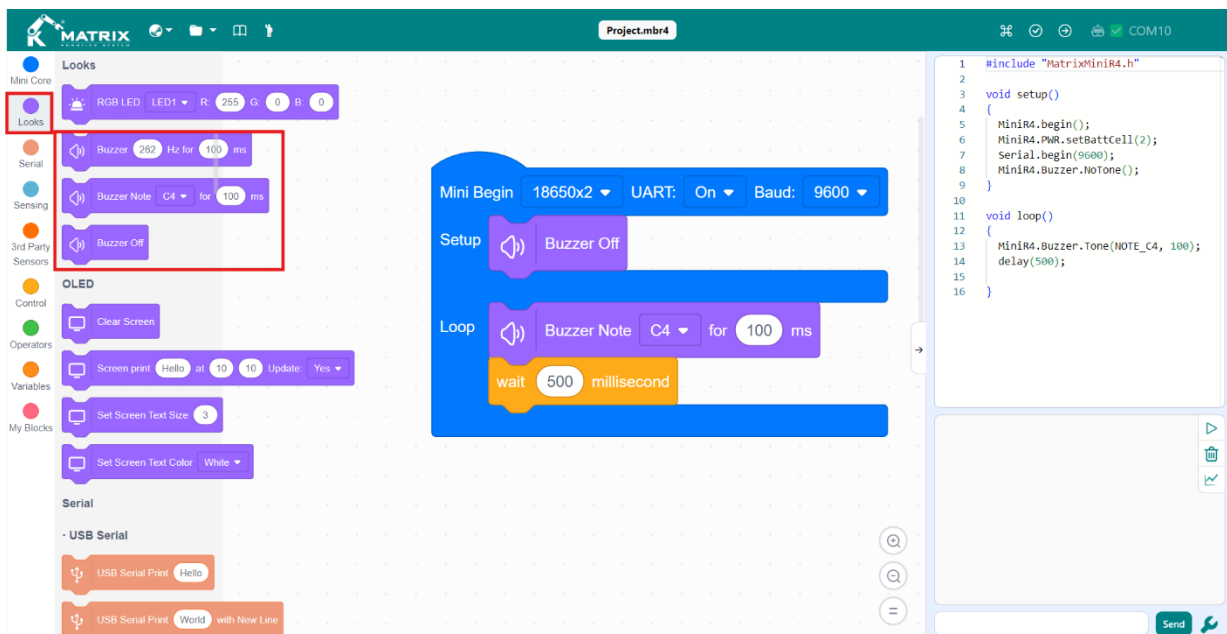 MATRIX
ROBOTICS SYSTEM
Project.mbr4
COM10
Mini Core
Looks
Serial
Sensing
3rd Party
Sensors
Control
Operators
Variables
My Blocks
Looks
RGB LED LED1 R: 255 G: 0 B: 0
Buzzer 262 Hz for 100 ms
Buzzer Note C4 for 100 ms
Buzzer Off
OLED
Clear Screen
Screen print Hello at 10 10 Update: Yes
Set Screen Text Size 3
Set Screen Text Color White
Serial
· USB Serial
USB Serial Print Hello
USB Serial Print World with New Line
Mini Begin 18650x2 UART: On Baud: 9600
Setup Buzzer Off
Loop Buzzer Note C4 for 100 ms
wait 500 millisecond
1 #include "MatrixMiniR4.h"
2
3 void setup()
4 {
5 MiniR4.begin();
6 MiniR4.PWR.setBattCell(2);
7 Serial.begin(9600);
8 MiniR4.Buzzer.NoTone();
9 }
10
11 void loop()
12 {
13 MiniR4.Buzzer.Tone(NOTE_C4, 100);
14 delay(500);
15
16 }
Send